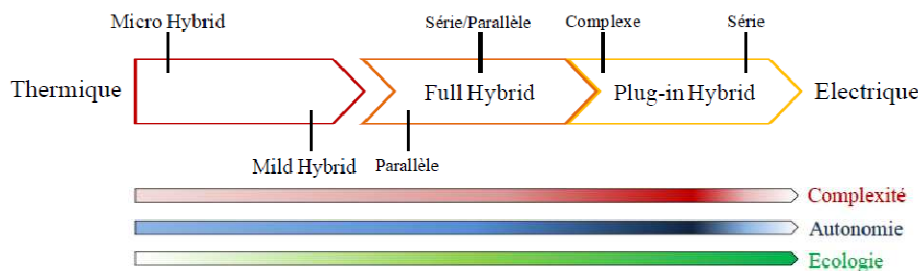 Micro Hybrid
Série/Parallèle
Complexe
Série
Thermique
Full Hybrid
Plug-in Hybrid
Electrique
Mild Hybrid
Parallèle
Complexité
Autonomie
Ecologie